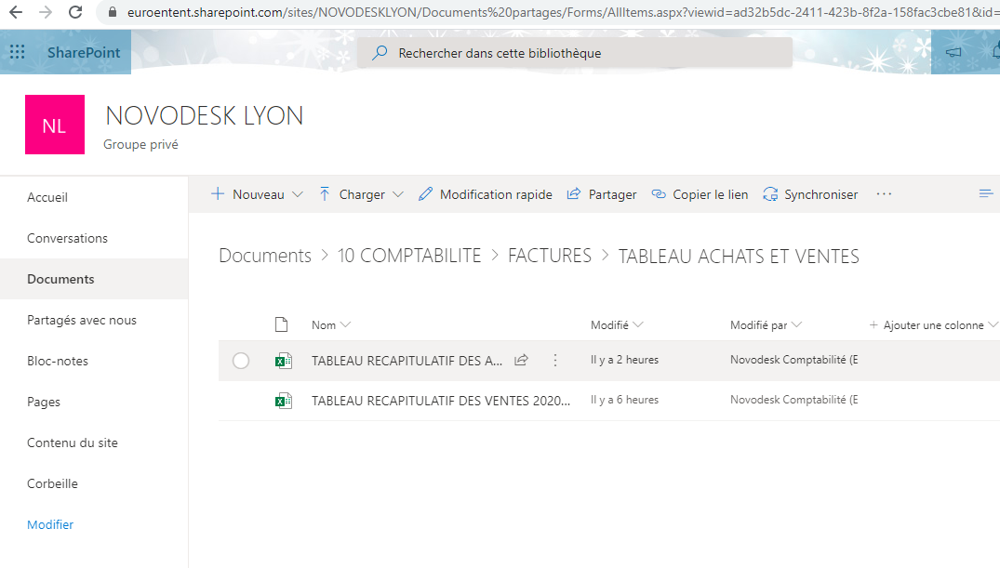 euroentent.sharepoint.com/sites/NOVODESKLYON/Documents%20partages/Forms/AllItems.aspx?viewid=ad32b5dc-2411-423b-8f2a-158fac3cbe81&id=
SharePoint
Rechercher dans cette bibliothèque
NL
NOVODESK LYON
Groupe privé
Accueil
Conversations
Documents
Partagés avec nous
Bloc-notes
Pages
Contenu du site
Corbeille
Modifier
Nouveau Charger Modification rapide Partager Copier le lien Synchroniser ...
Documents > 10 COMPTABILITE > FACTURES > TABLEAU ACHATS ET VENTES
Nom Modifié Modifié par + Ajouter une colonne
TABLEAU RECAPITULATIF DES A... Il y a 2 heures Novodesk Comptabilité (E
TABLEAU RECAPITULATIF DES VENTES 2020... Il y a 6 heures Novodesk Comptabilité (E